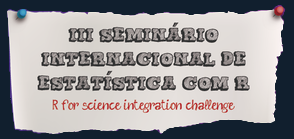 III SEMINÁRIO
INTERNACIONAL DE
ESTATÍSTICA COM R
R for science integration challenge